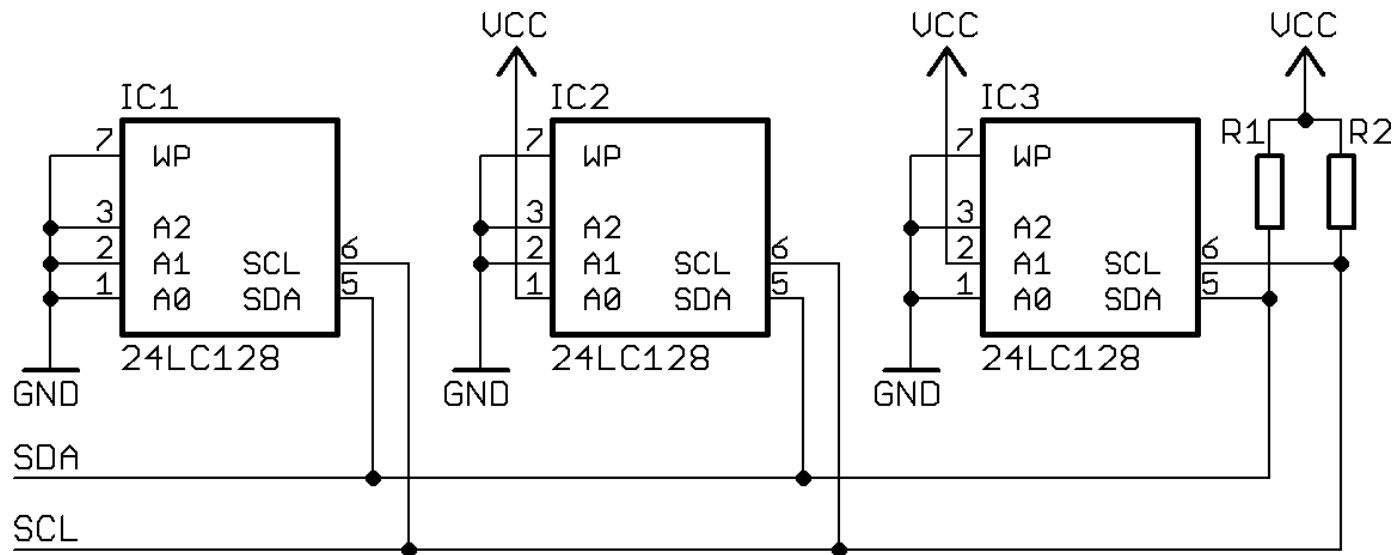 VCC
VCC
VCC
IC1
IC2
IC3
R1
R2
7
WP
3
A2
2
A1
SCL
6
1
A0
SDA
5
24LC128
GND
7
WP
3
A2
2
A1
SCL
6
1
A0
SDA
5
24LC128
GND
7
WP
3
A2
2
A1
SCL
6
1
A0
SDA
5
24LC128
GND
SDA
SCL